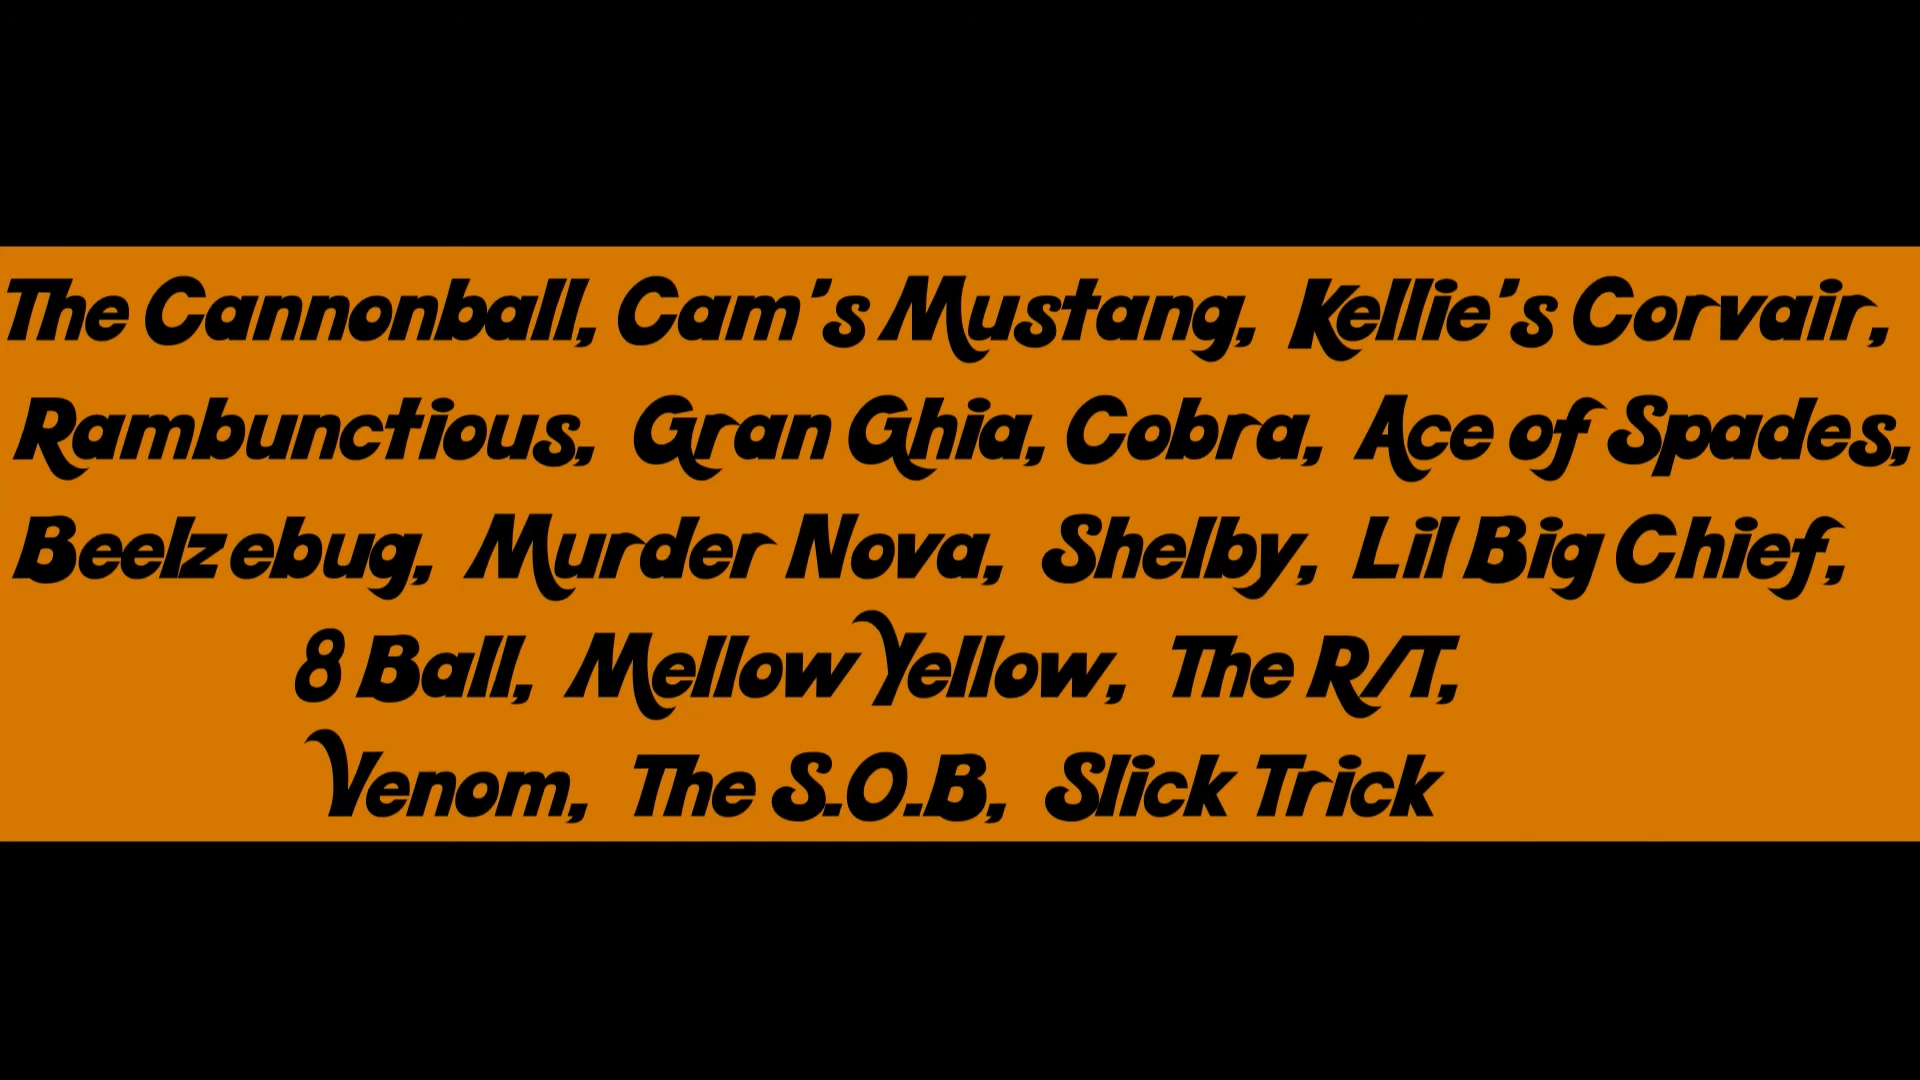 The Cannonball, Cam's Mustang, Kellie's Corvair,
Rambunctious, Gran Ghia, Cobra, Ace of Spades,
Beelzebug, Murder Nova, Shelby, Lil Big Chief,
8 Ball, Mellow Yellow, The R/T,
Venom, The S.O.B, Slick Trick